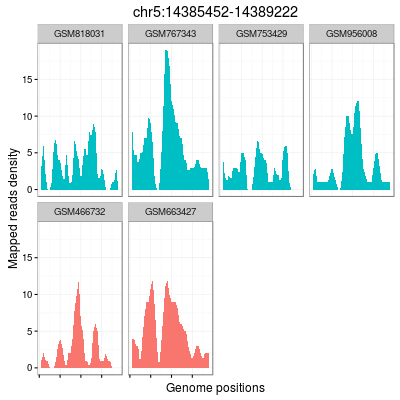 chr5:14385452-14389222
GSM818031 GSM767343 GSM753429 GSM956008
15
10
5
0
GSM466732 GSM663427
15
10
5
0
Mapped reads density
Genome positions